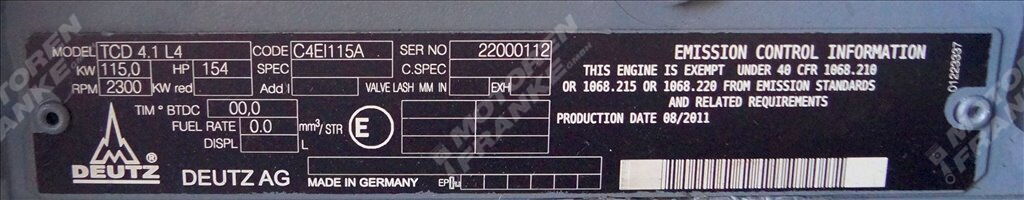 MODEL TCD 4.1 L4 CODE C4EI115A SER NO 22000112
KW 115,0 HP 154 SPEC C.SPEC
RPM 2300 KW red. Add I VALVE LASH MM IN EXH
TIM° BTDC 00,0
FUEL RATE 0.0 mm³/STR E
DISPL L
DEUTZ ®
DEUTZ AG MADE IN GERMANY
EMISSION CONTROL INFORMATION
THIS ENGINE IS EXEMPT UNDER 40 CFR 1068.210
OR 1068.215 OR 1068.220 FROM EMISSION STANDARDS
AND RELATED REQUIREMENTS
PRODUCTION DATE 08/2011
01223337
MOTOREN
FRANKE